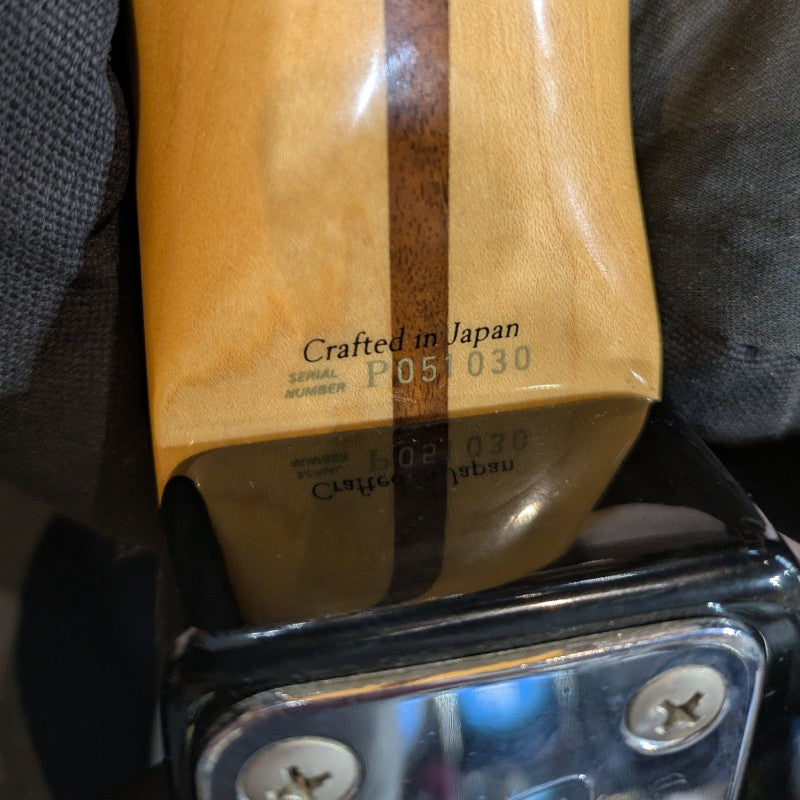 Crafted in Japan
SERIAL
NUMBER P051030